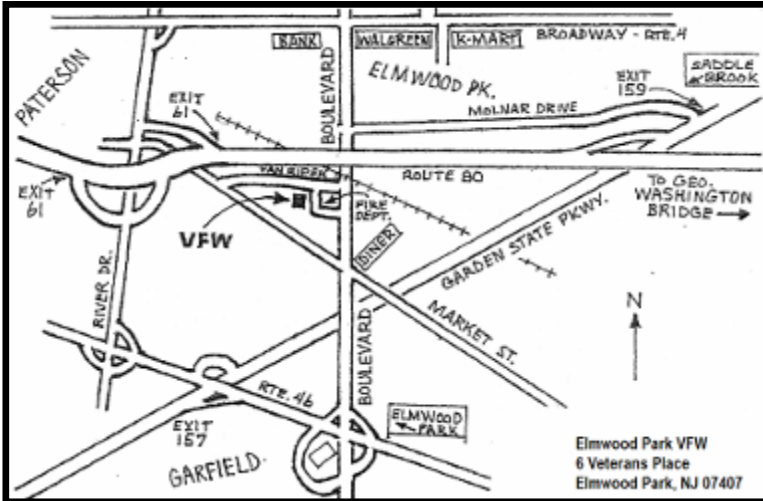 BANK
WALGREEN
K-MART
BROADWAY - RTE. 4
PATERSON
EXIT
61
BOULEVARD
ELMWOOD PK.
EXIT
159
SADDLE
BROOK
MOLNAR DRIVE
VAN RIPER
ROUTE 80
EXIT
61
VFW
FIRE
DEPT.
TO GEO.
WASHINGTON
BRIDGE
DINER
GARDEN STATE PKWY.
RIVER DR.
MARKET ST.
N
BOULEVARD
RTE. 46
ELMWOOD
PARK
EXIT
157
GARFIELD
Elmwood Park VFW
6 Veterans Place
Elmwood Park, NJ 07407